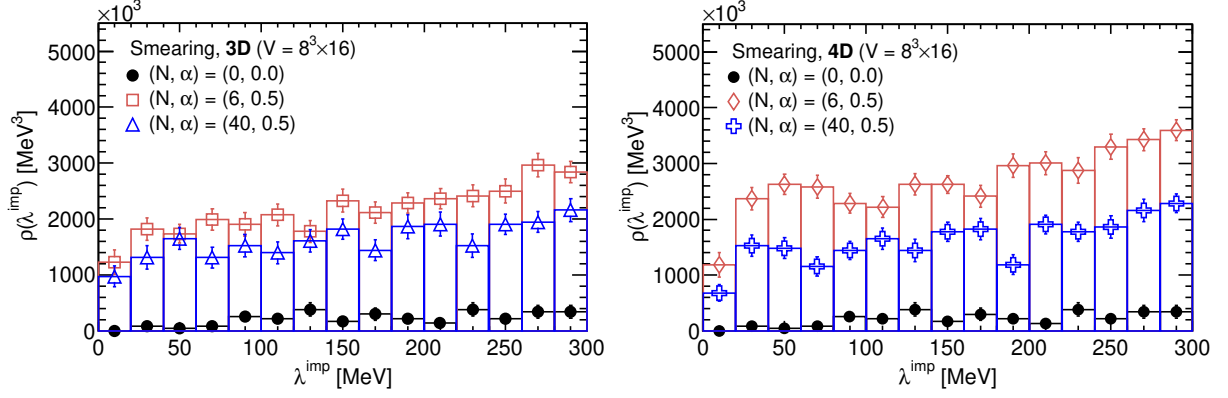 ×10³
5000
4000
3000
2000
1000
0
ρ(λ^imp) [MeV³]
Smearing, 3D (V = 8³×16)
(N, α) = (0, 0.0)
(N, α) = (6, 0.5)
(N, α) = (40, 0.5)
0 50 100 150 200 250 300
λ^imp [MeV]
×10³
5000
4000
3000
2000
1000
0
ρ(λ^imp) [MeV³]
Smearing, 4D (V = 8³×16)
(N, α) = (0, 0.0)
(N, α) = (6, 0.5)
(N, α) = (40, 0.5)
0 50 100 150 200 250 300
λ^imp [MeV]